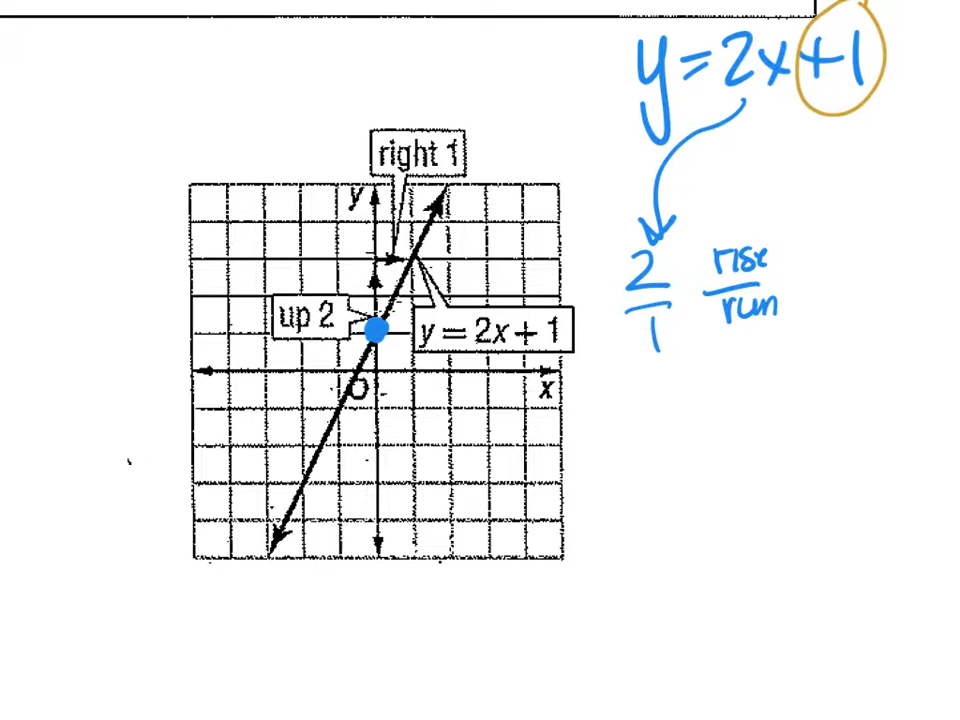 y = 2x + 1
right 1
y
2
1
rise
run
up 2
y = 2x + 1
O
x